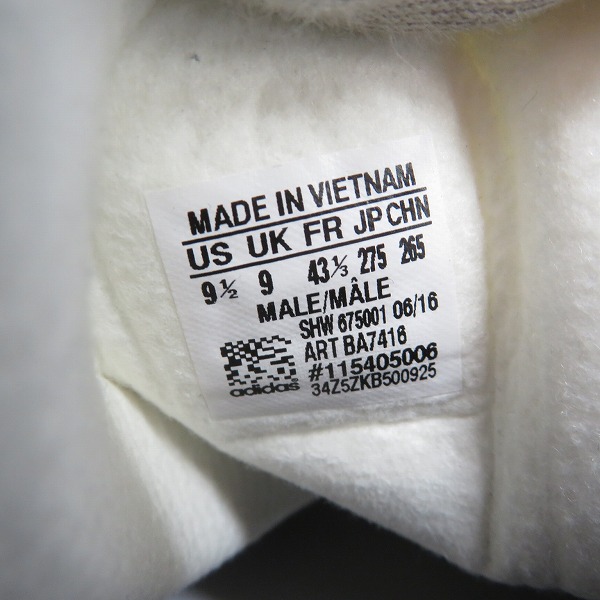 MADE IN VIETNAM
US UK FR JP CHN
9½ 9 43⅓ 275 265
MALE/MÂLE
SHW 675001 06/16
ART BA7416
#115405006
adidas 34Z5ZKB500925